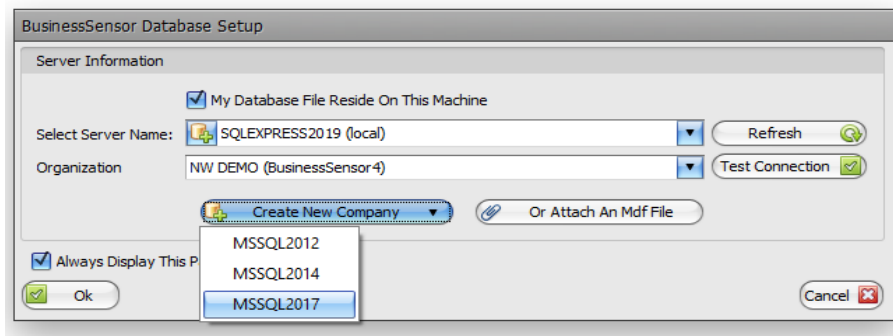 BusinessSensor Database Setup
Server Information
My Database File Reside On This Machine
Select Server Name: SQLEXPRESS2019 (local) Refresh
Organization NW DEMO (BusinessSensor4) Test Connection
Create New Company Or Attach An Mdf File
MSSQL2012
Always Display This P
MSSQL2014
Ok MSSQL2017 Cancel